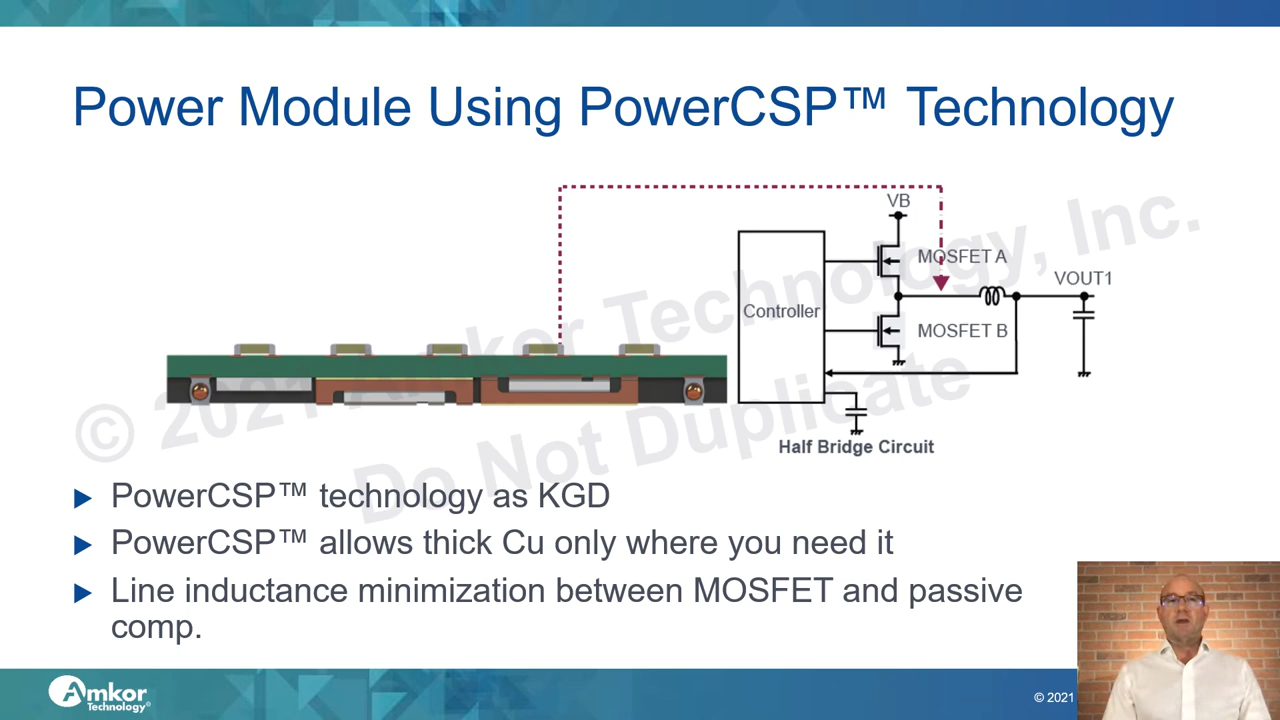 Power Module Using PowerCSP™ Technology
VB
MOSFET A
VOUT1
Controller
MOSFET B
Half Bridge Circuit
© 2021 Amkor Technology, Inc.
Do Not Duplicate
PowerCSP™ technology as KGD
PowerCSP™ allows thick Cu only where you need it
Line inductance minimization between MOSFET and passive
comp.
Amkor
Technology®
© 2021